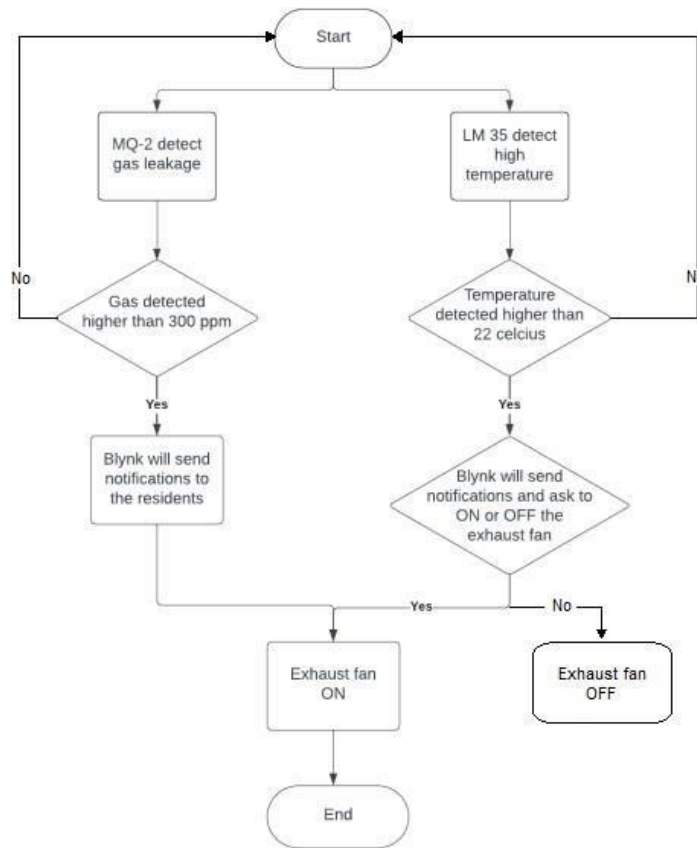 Start
MQ-2 detect
gas leakage
LM 35 detect
high
temperature
No
Gas detected
higher than 300 ppm
Temperature
detected higher than
22 celcius
N
Yes
Yes
Blynk will send
notifications to
the residents
Blynk will send
notifications and ask to
ON or OFF the
exhaust fan
Yes
No
Exhaust fan
ON
Exhaust fan
OFF
End